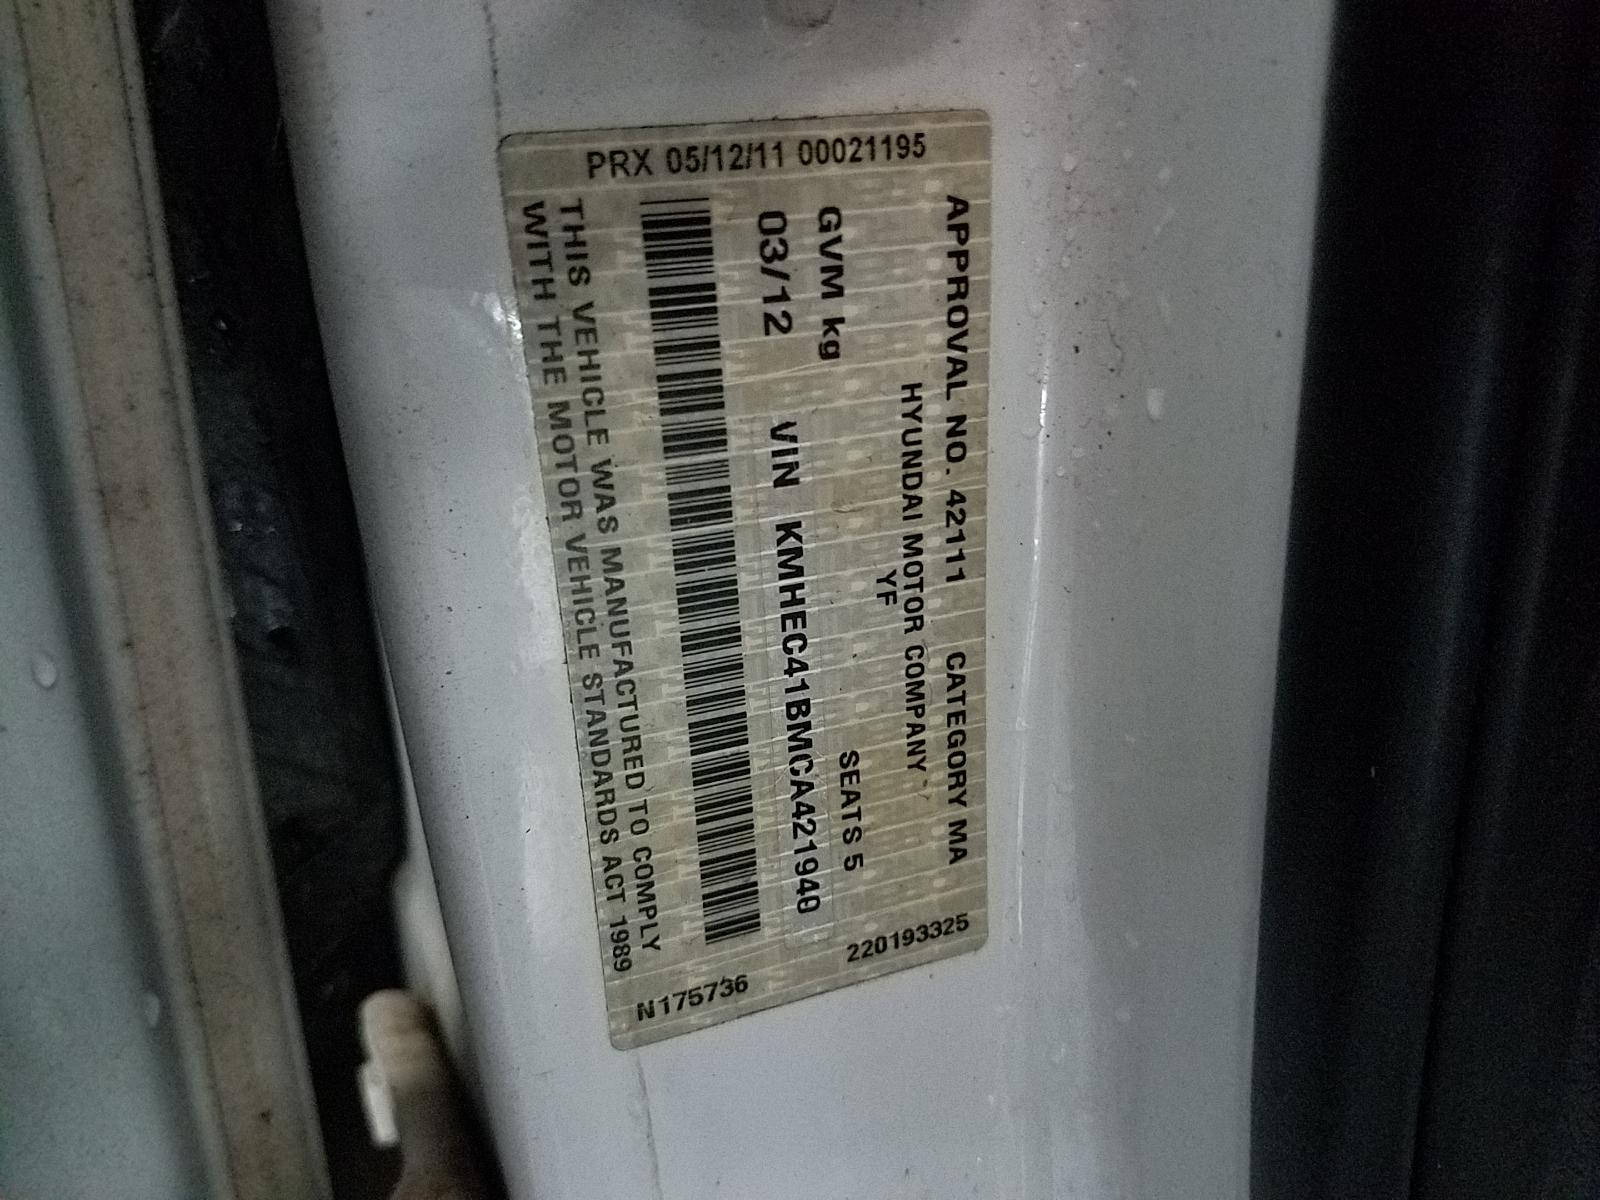 PRX 05/12/11 00021195
APPROVAL NO. 42111 CATEGORY MA
HYUNDAI MOTOR COMPANY
YF
GVM kg SEATS 5
03/12 VIN KMHEC41BMCA421940
THIS VEHICLE WAS MANUFACTURED TO COMPLY
WITH THE MOTOR VEHICLE STANDARDS ACT 1989
220193325
N175736